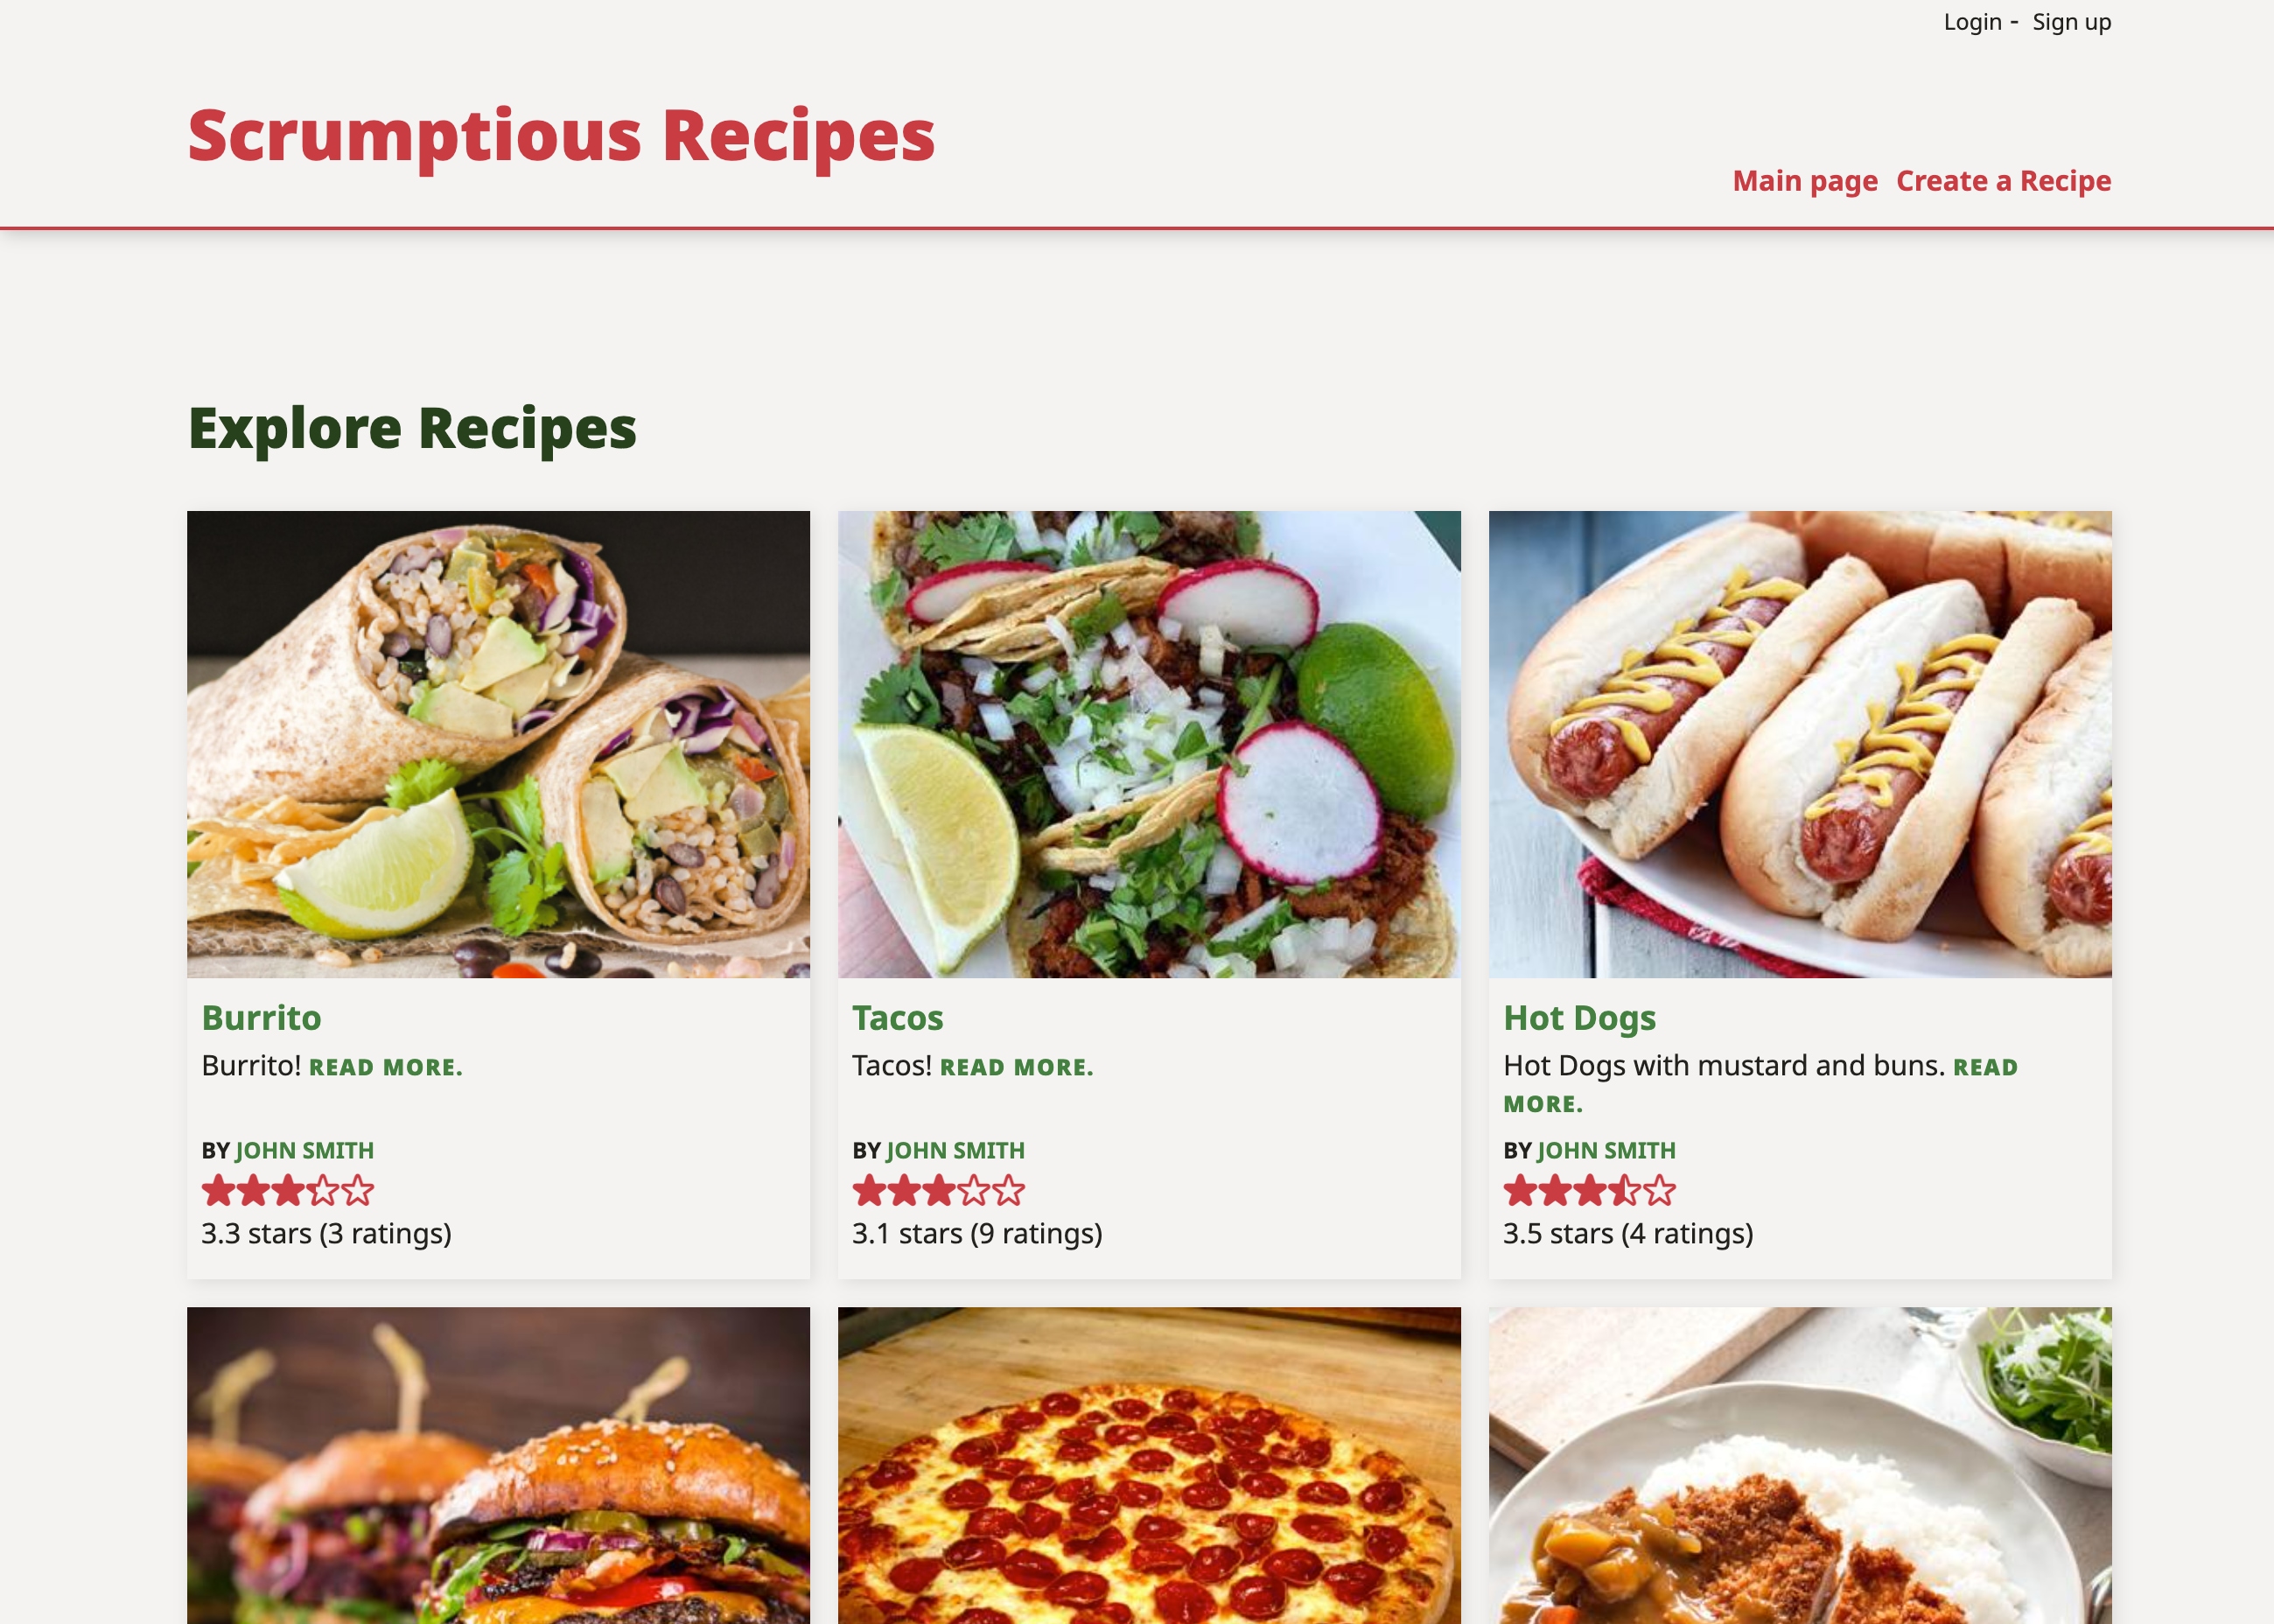 Login - Sign up
Scrumptious Recipes
Main page Create a Recipe
Explore Recipes
Burrito
Burrito! READ MORE.
BY JOHN SMITH
3.3 stars (3 ratings)
Tacos
Tacos! READ MORE.
BY JOHN SMITH
3.1 stars (9 ratings)
Hot Dogs
Hot Dogs with mustard and buns. READ
MORE.
BY JOHN SMITH
3.5 stars (4 ratings)